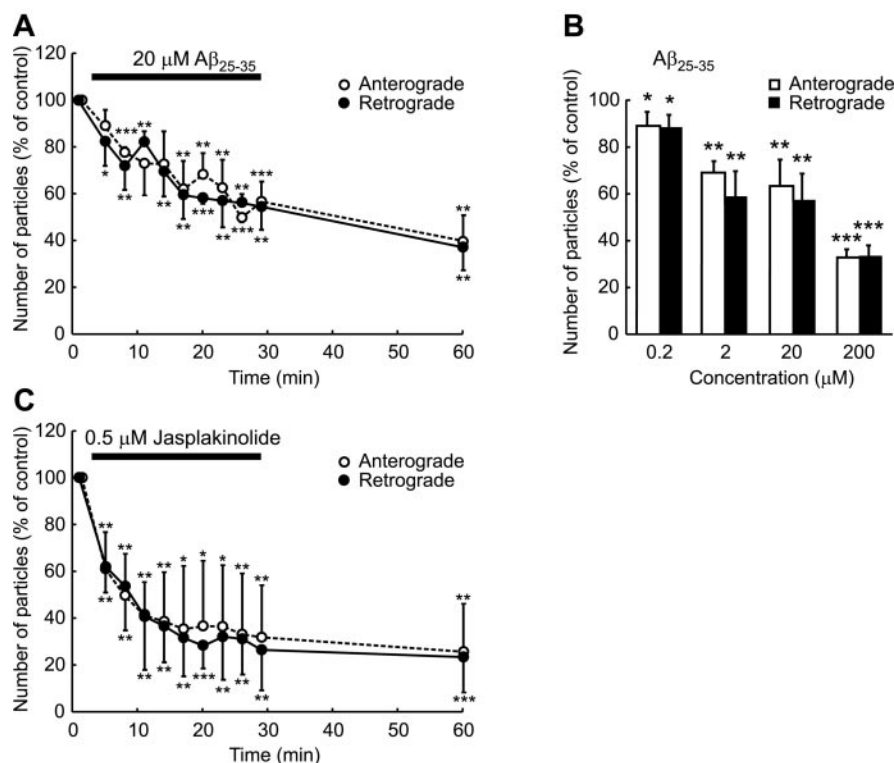 A
120
20 μM Aβ25-35
Anterograde
Retrograde
100
80
60
40
20
0
Number of particles (% of control)
*** ** ** ** ** ** ***
* ** ** ** *** ** *** ** **
**
0 10 20 30 40 50 60
Time (min)
B
Aβ25-35
Anterograde
Retrograde
100
80
60
40
20
0
Number of particles (% of control)
* *
** **
** **
*** ***
0.2 2 20 200
Concentration (μM)
C
120
0.5 μM Jasplakinolide
Anterograde
Retrograde
100
80
60
40
20
0
Number of particles (% of control)
** ** ** ** * * * ** ** **
** ** ** ** ** *** ** ** ** ***
0 10 20 30 40 50 60
Time (min)